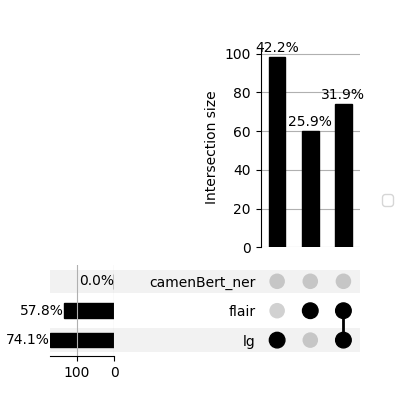 42.2%
100
31.9%
80
25.9%
60
Intersection size
40
20
0
0.0% camenBert_ner
57.8% flair
74.1% lg
100 0